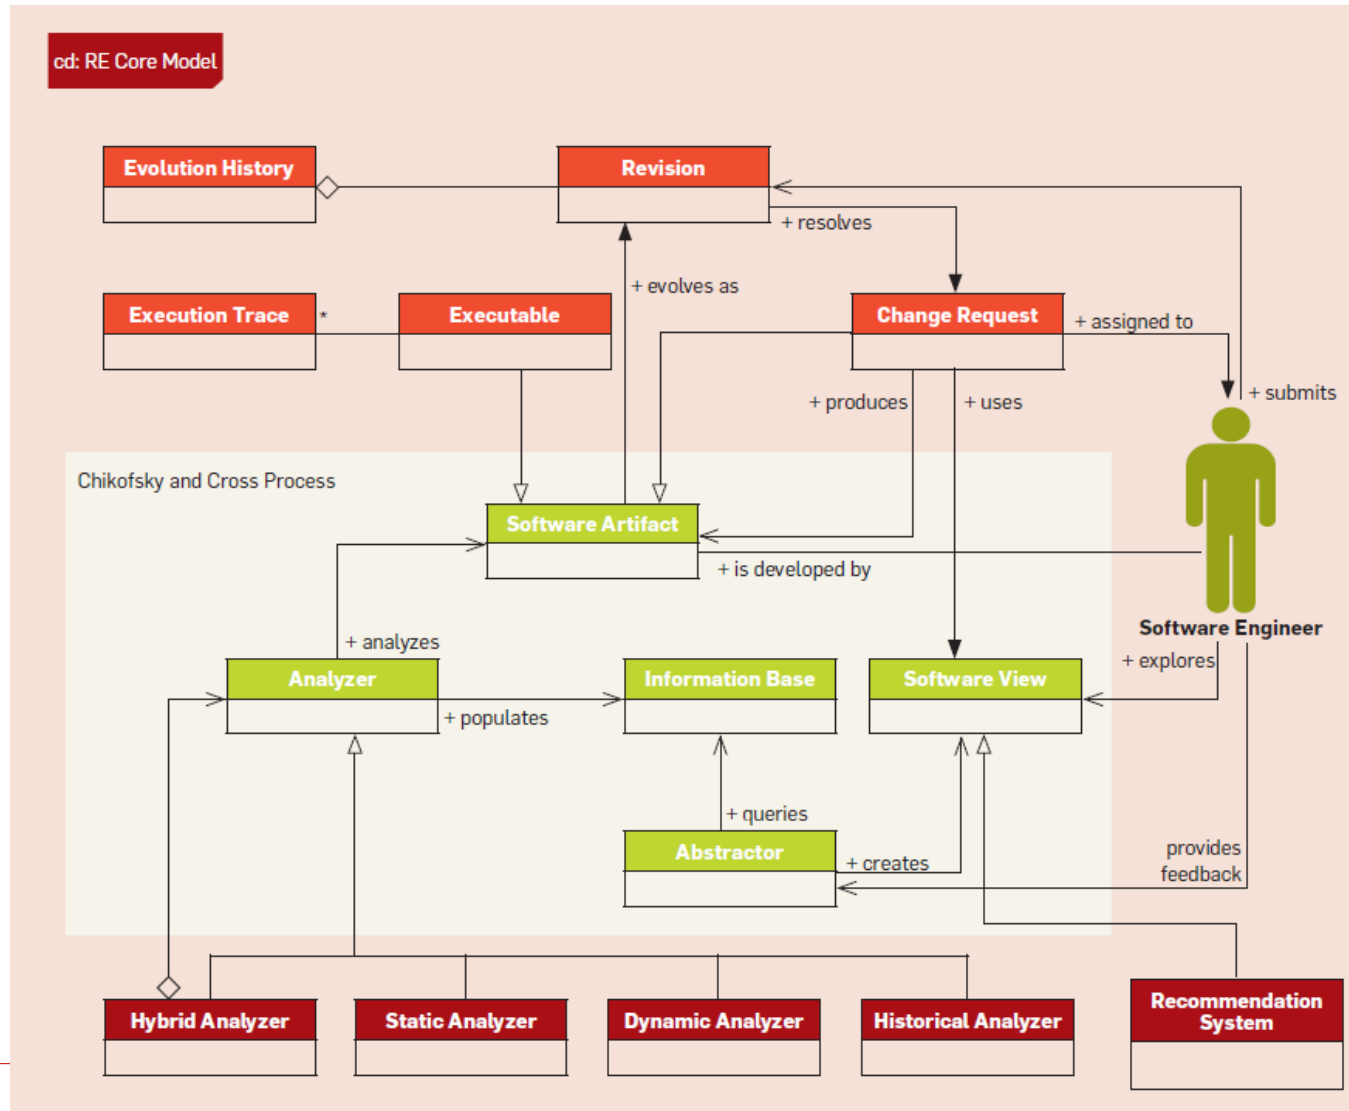 cd: RE Core Model
Evolution History
Revision
+ resolves
+ evolves as
Execution Trace
*
Executable
Change Request
+ assigned to
+ submits
+ produces
+ uses
Chikofsky and Cross Process
Software Artifact
+ is developed by
Software Engineer
+ analyzes
+ explores
Analyzer
Information Base
Software View
+ populates
+ queries
Abstractor
+ creates
provides
feedback
Hybrid Analyzer
Static Analyzer
Dynamic Analyzer
Historical Analyzer
Recommendation
System